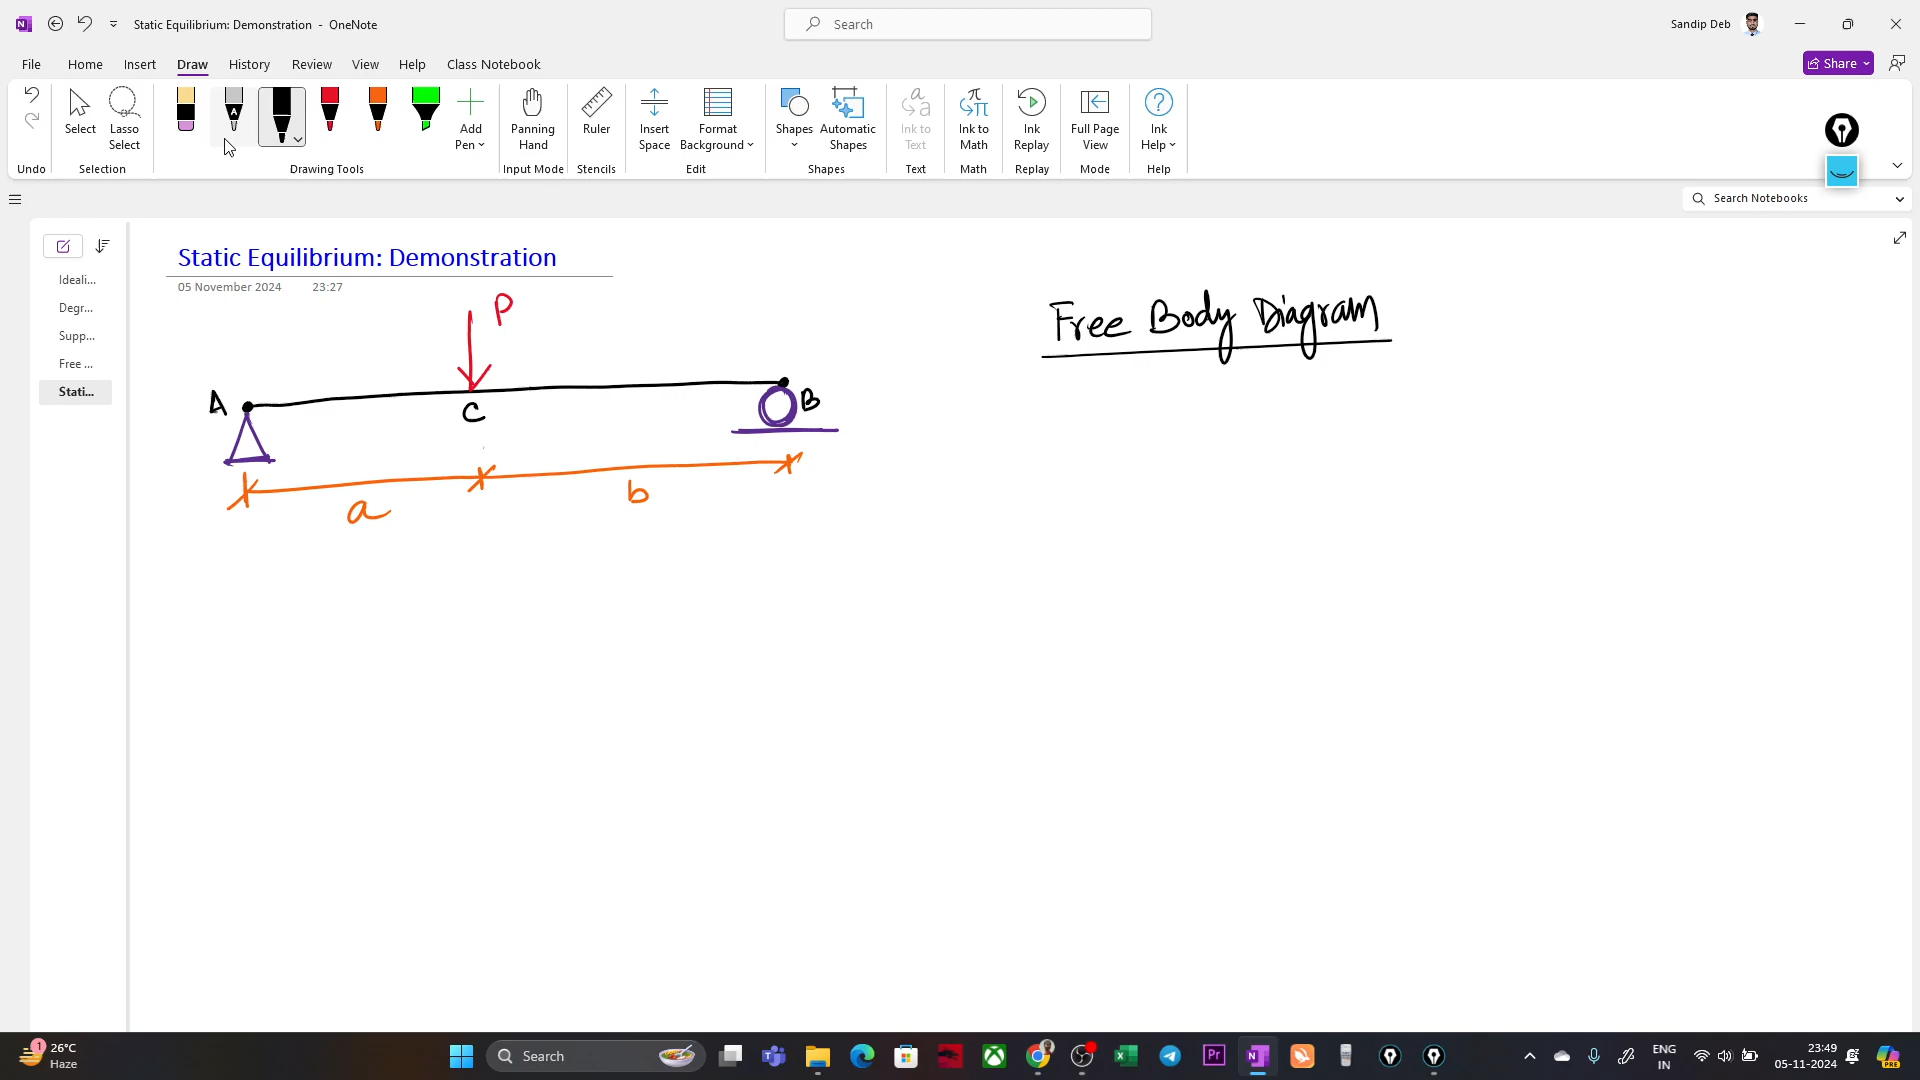 Static Equilibrium: Demonstration - OneNote
Search
Sandip Deb
File Home Insert Draw History Review View Help Class Notebook
Share
Select
Lasso Select
A
Add Pen
Panning Hand
Ruler
Insert Space
Format Background
Shapes
Automatic Shapes
Ink to Text
Ink to Math
Ink Replay
Full Page View
Ink Help
Undo Selection Drawing Tools Input Mode Stencils Edit Shapes Text Math Replay Mode Help
Search Notebooks
Ideali...
Degr...
Supp...
Free ...
Stati...
Static Equilibrium: Demonstration
05 November 2024 23:27
P
Free Body Diagram
A
C
B
a
b
1
26°C
Haze
Search
Pr
ENG
IN
23:49
05-11-2024
PRE